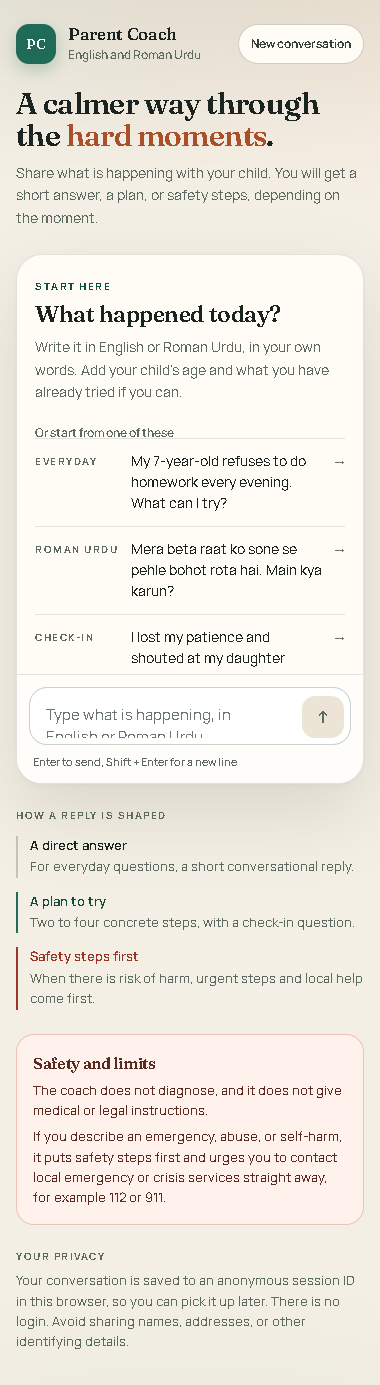 PC
Parent Coach
English and Roman Urdu
New conversation
A calmer way through
the hard moments.
Share what is happening with your child. You will get a
short answer, a plan, or safety steps, depending on
the moment.
START HERE
What happened today?
Write it in English or Roman Urdu, in your own
words. Add your child's age and what you have
already tried if you can.
Or start from one of these
EVERYDAY
My 7-year-old refuses to do
homework every evening.
What can I try?
→
ROMAN URDU
Mera beta raat ko sone se
pehle bohot rota hai. Main kya
karun?
→
CHECK-IN
I lost my patience and
shouted at my daughter
→
Type what is happening, in
English or Roman Urdu
↑
Enter to send, Shift + Enter for a new line
HOW A REPLY IS SHAPED
A direct answer
For everyday questions, a short conversational reply.
A plan to try
Two to four concrete steps, with a check-in question.
Safety steps first
When there is risk of harm, urgent steps and local help
come first.
Safety and limits
The coach does not diagnose, and it does not give
medical or legal instructions.
If you describe an emergency, abuse, or self-harm,
it puts safety steps first and urges you to contact
local emergency or crisis services straight away,
for example 112 or 911.
YOUR PRIVACY
Your conversation is saved to an anonymous session ID
in this browser, so you can pick it up later. There is no
login. Avoid sharing names, addresses, or other
identifying details.